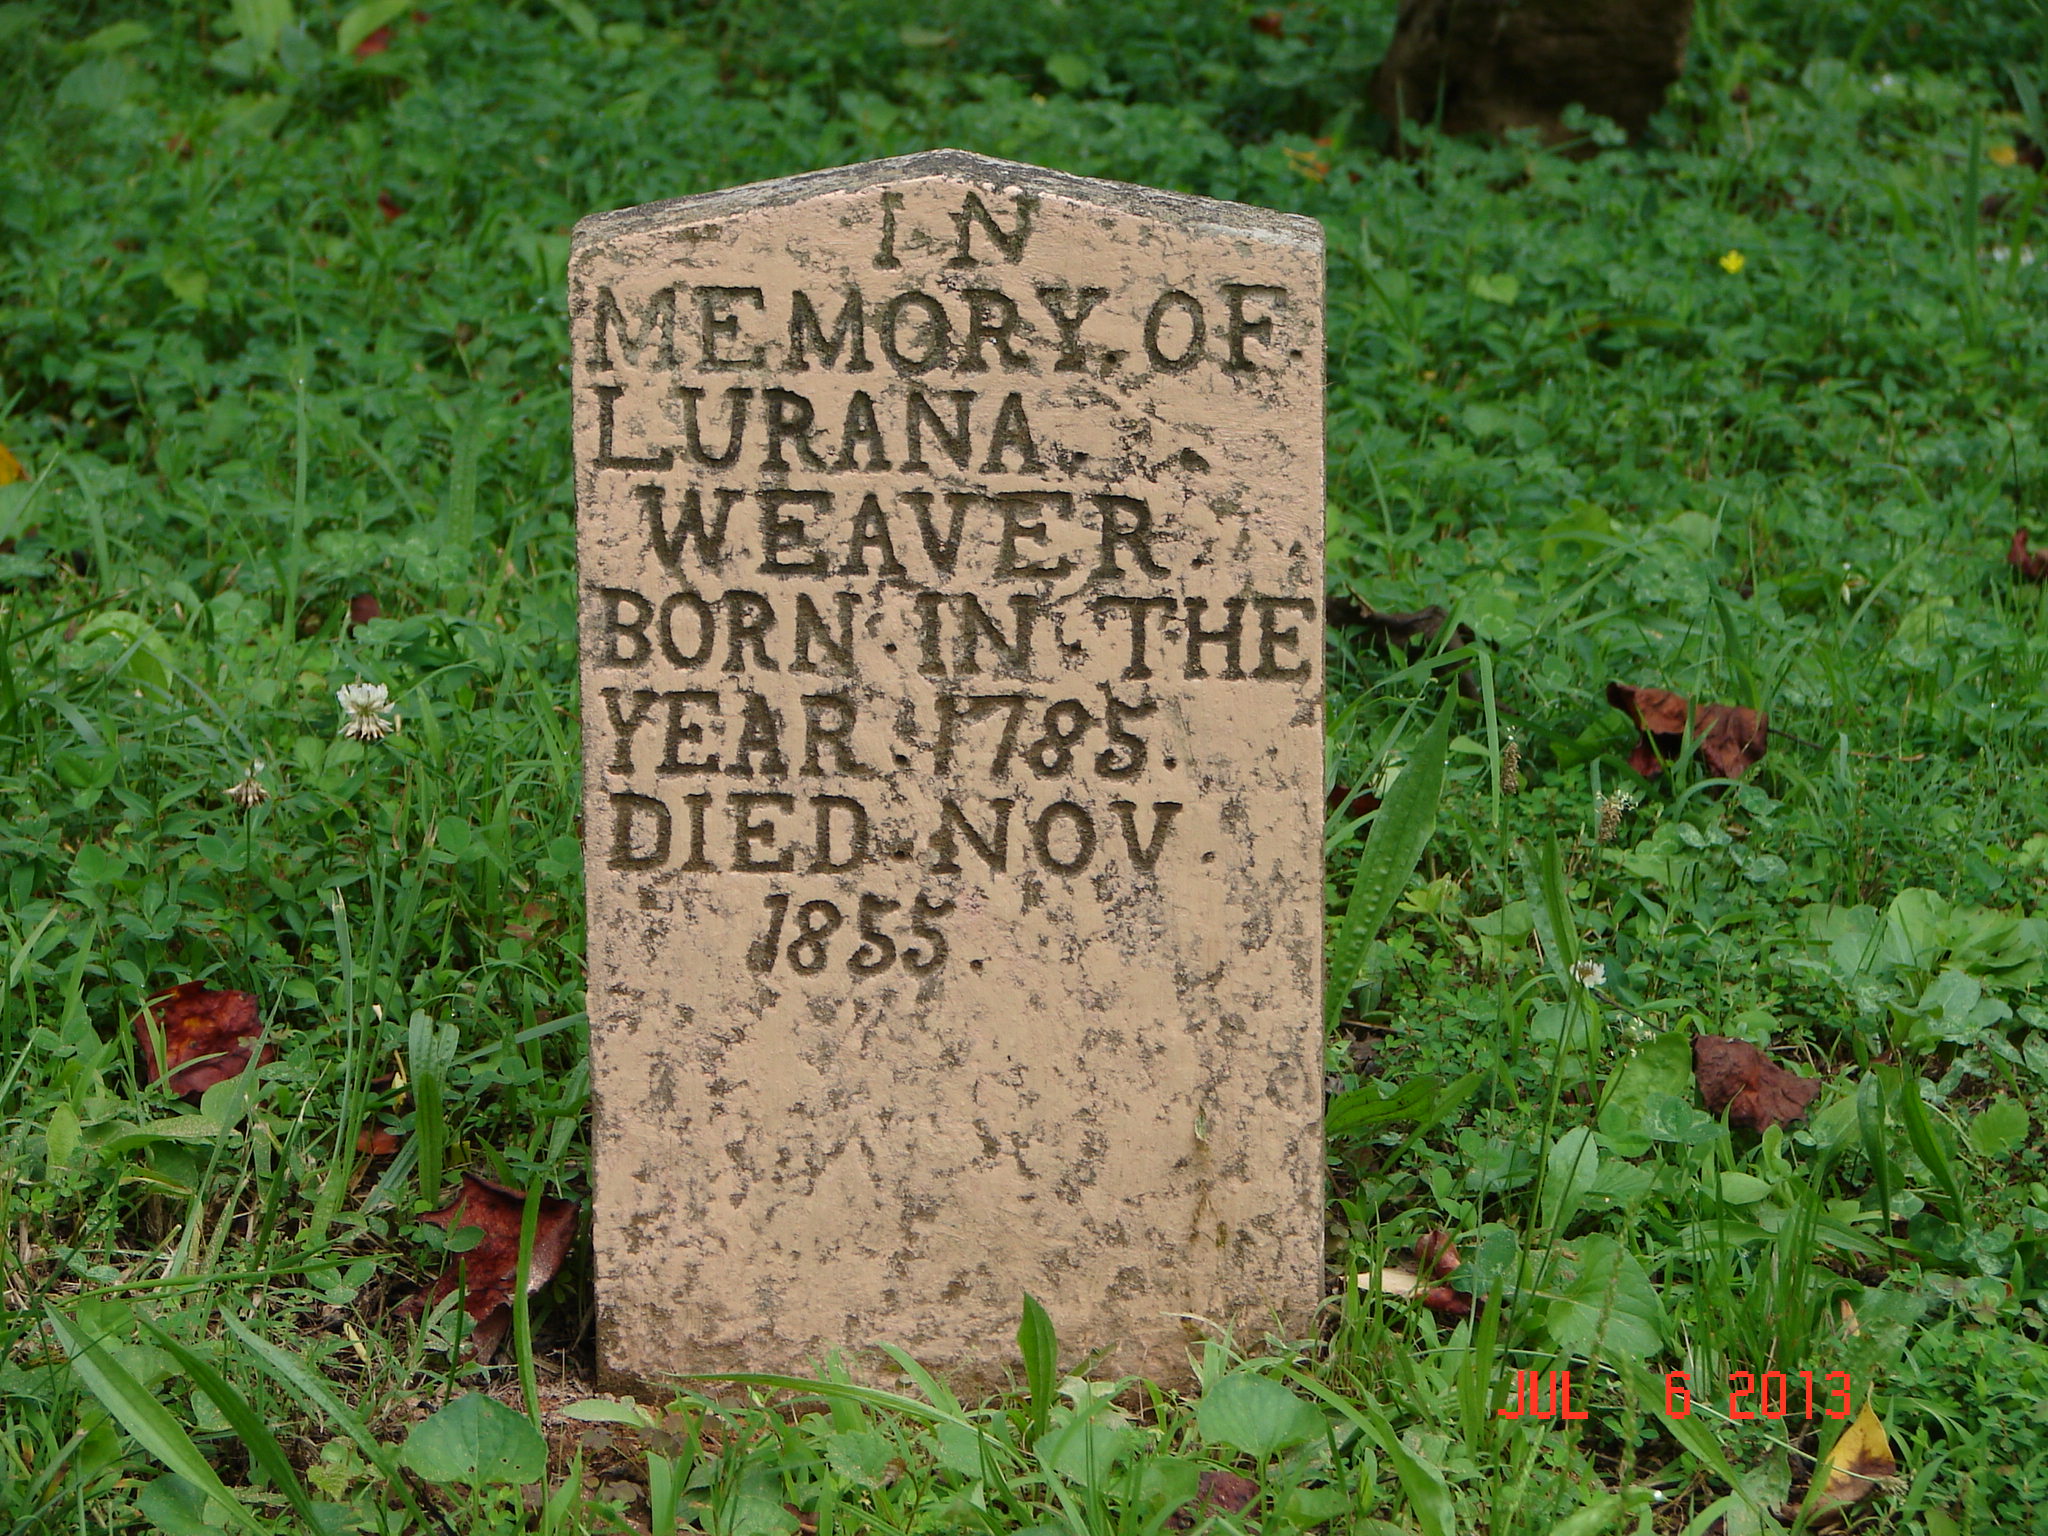 IN
MEMORY. OF.
LURANA. .
WEAVER.
BORN. IN. THE
YEAR. 1785.
DIED. NOV.
1855.
JUL 6 2013